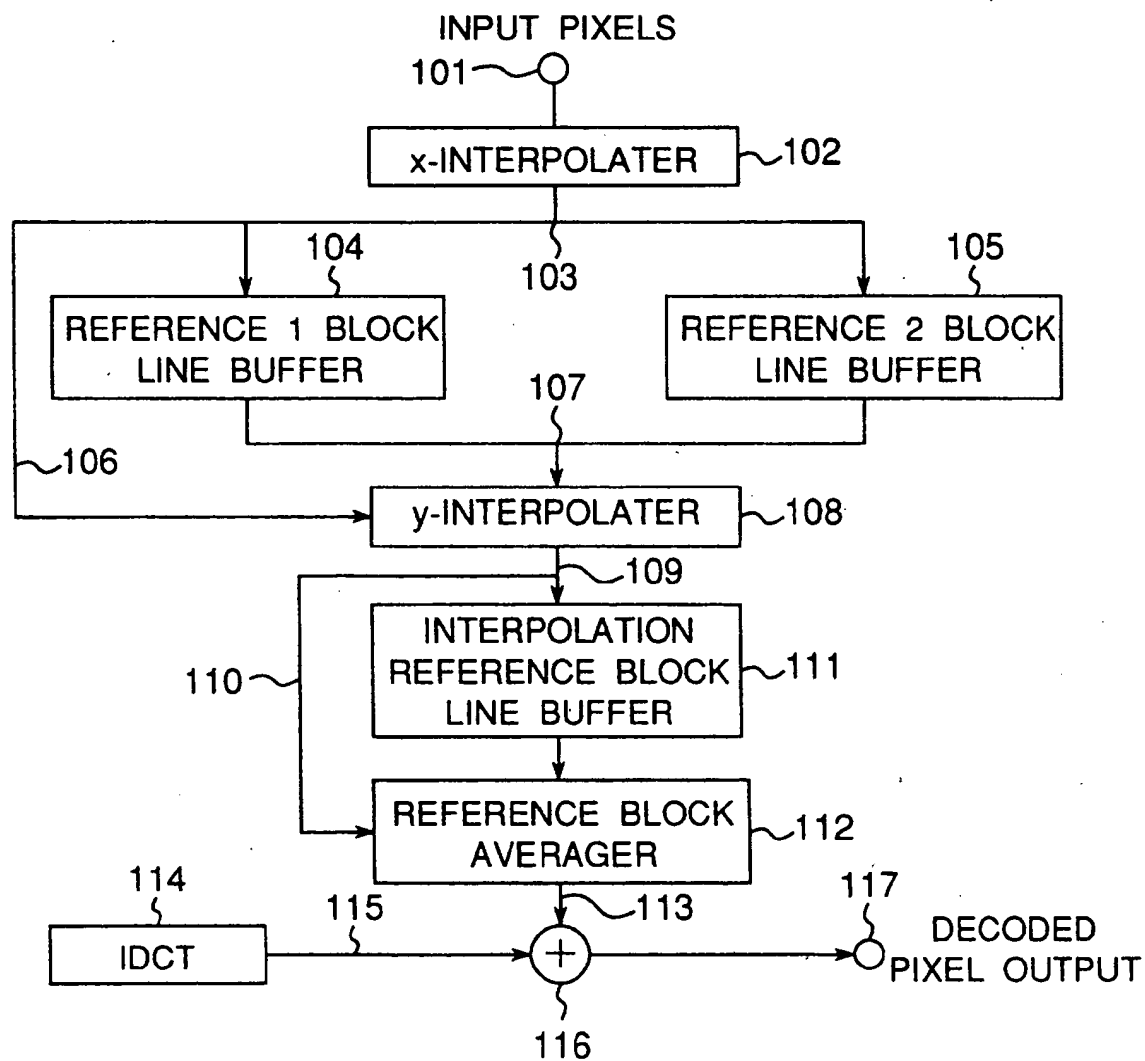 INPUT PIXELS
101
x-INTERPOLATER
102
103
104
105
REFERENCE 1 BLOCK
LINE BUFFER
REFERENCE 2 BLOCK
LINE BUFFER
107
106
y-INTERPOLATER
108
109
110
INTERPOLATION
REFERENCE BLOCK
LINE BUFFER
111
REFERENCE BLOCK
AVERAGER
112
113
114
IDCT
115
+
116
117
DECODED
PIXEL OUTPUT